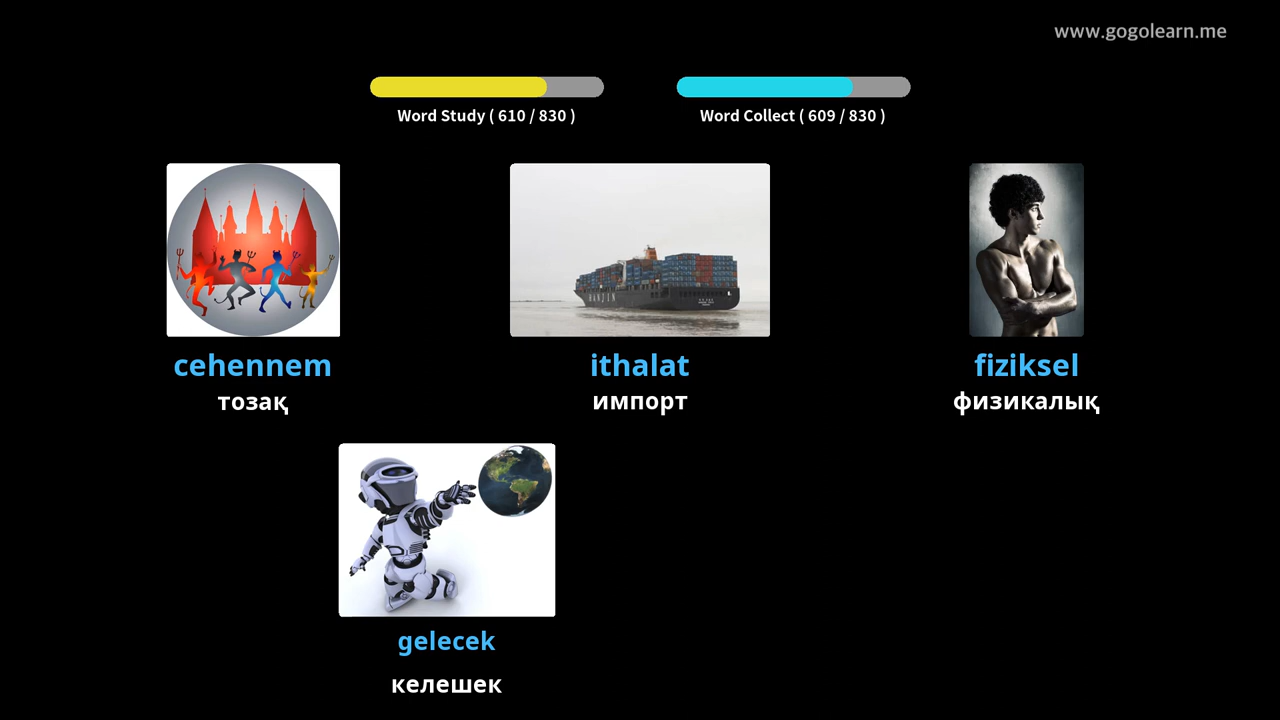 www.gogolearn.me
Word Study ( 610 / 830 )
Word Collect ( 609 / 830 )
cehennem
тозақ
ithalat
импорт
fiziksel
физикалық
gelecek
келешек